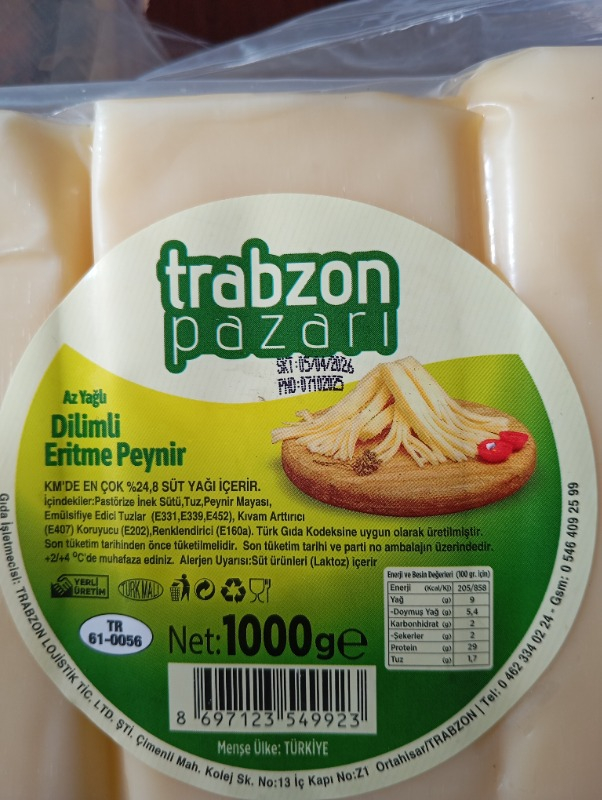 trabzon
pazarı
SKT:05/04/2026
PNO:07102025
Az Yağlı
Dilimli
Eritme Peynir
KM'DE EN ÇOK %24,8 SÜT YAĞI İÇERİR.
İçindekiler:Pastörize İnek Sütü,Tuz,Peynir Mayası,
Emülsifiye Edici Tuzlar (E331,E339,E452), Kıvam Arttırıcı
(E407) Koruyucu (E202),Renklendirici (E160a). Türk Gıda Kodeksine uygun olarak üretilmiştir.
Son tüketim tarihinden önce tüketilmelidir. Son tüketim tarihi ve parti no ambalajın üzerindedir.
+2/+4 °C'de muhafaza ediniz. Alerjen Uyarısı:Süt ürünleri (Laktoz) içerir
YERLİ
ÜRETİM
TÜRK MALI
Enerji ve Besin Değerleri (100 gr. için)
Enerji (Kcal/Kj) 205/858
Yağ (g) 9
-Doymuş Yağ (g) 5,4
Karbonhidrat (g) 2
-Şekerler (g) 2
Protein (g) 29
Tuz (g) 1,7
TR
61-0056
Net:1000g e
8 697123 549923
Menşe Ülke: TÜRKİYE
Gıda İşletmecisi: TRABZON LOJİSTİK TİC. LTD. ŞTİ. Çimenli Mah. Kolej Sk. No:13 İç Kapı No:Z1 Ortahisar/TRABZON | Tel: 0 462 334 02 24 - Gsm: 0 546 409 25 99